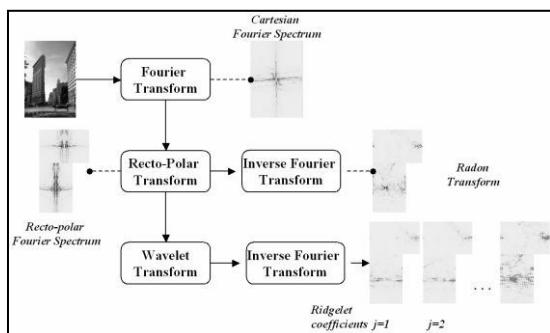 Cartesian
Fourier Spectrum
Fourier
Transform
Recto-Polar
Transform
Inverse Fourier
Transform
Radon
Transform
Recto-polar
Fourier Spectrum
Wavelet
Transform
Inverse Fourier
Transform
...
Ridgelet
coefficients j=1 j=2